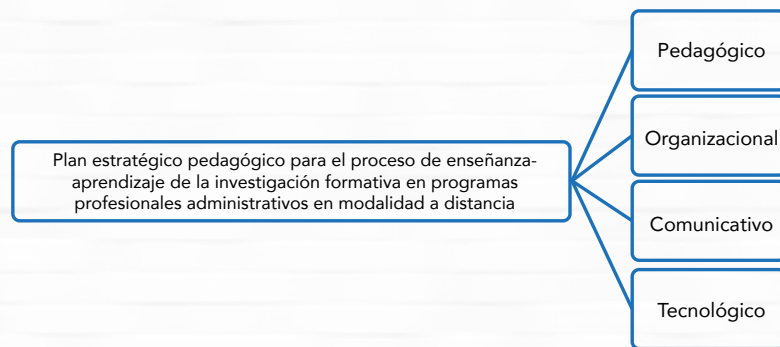 Pedagógico
Organizacional
Plan estratégico pedagógico para el proceso de enseñanza-
aprendizaje de la investigación formativa en programas
profesionales administrativos en modalidad a distancia
Comunicativo
Tecnológico